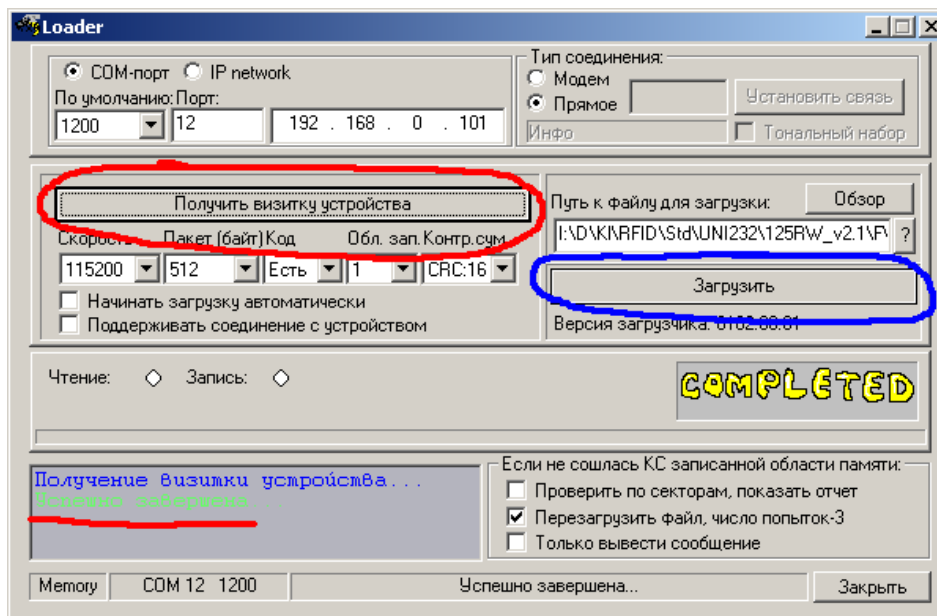 Loader
COM-порт IP network
По умолчанию: Порт:
1200 12 192 . 168 . 0 . 101
Тип соединения:
Модем
Прямое
Установить связь
Инфо Тональный набор
Получить визитку устройства
Скорость Пакет (байт) Код Обл. зап. Контр.сум
115200 512 Есть 1 CRC:16
Начинать загрузку автоматически
Поддерживать соединение с устройством
Путь к файлу для загрузки: Обзор
I:\D\KI\RFID\Std\UNI232\125RW_v2.1\F\ ?
Загрузить
Версия загрузчика: 0102.00.01
Чтение: Запись:
COMPLETED
Получение визитки устройства...
Успешно завершена
Если не сошлась КС записанной области памяти:
Проверить по секторам, показать отчет
Перезагрузить файл, число попыток-3
Только вывести сообщение
Memory COM 12 1200 Успешно завершена... Закрыть